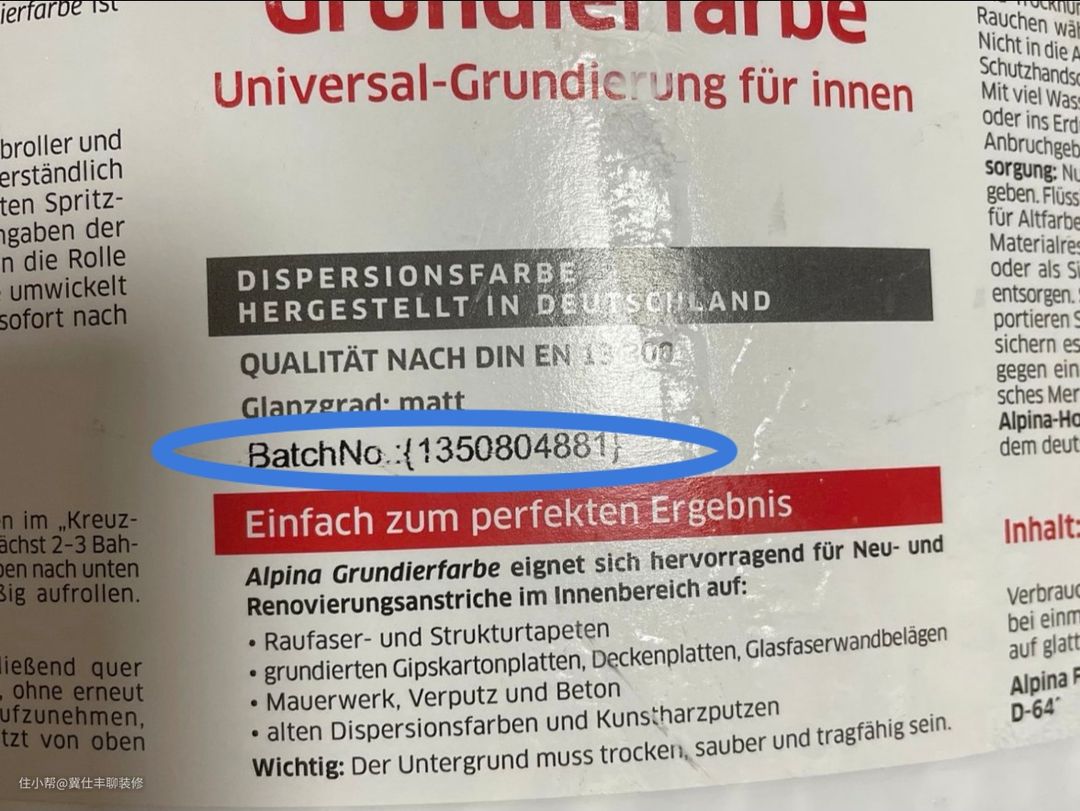 Grundierfarbe
Universal-Grundierung für innen
DISPERSIONSFARBE
HERGESTELLT IN DEUTSCHLAND
QUALITÄT NACH DIN EN
Glanzgrad: matt
BatchNo.:{1350804881}
Einfach zum perfekten Ergebnis
Alpina Grundierfarbe eignet sich hervorragend für Neu- und
Renovierungsanstriche im Innenbereich auf:
• Raufaser- und Strukturtapeten
• grundierten Gipskartonplatten, Deckenplatten, Glasfaserwandbelägen
• Mauerwerk, Verputz und Beton
• alten Dispersionsfarben und Kunstharzputzen
Wichtig: Der Untergrund muss trocken, sauber und tragfähig sein.
ierfarbe ist
broller und
erständlich
ten Spritz-
ngaben der
n die Rolle
umwickelt
sofort nach
en im „Kreuz-
ächst 2-3 Bah-
ben nach unten
ßig aufrollen.
ließend quer
, ohne erneut
ufzunehmen,
tzt von oben
Rauchen wäh
Nicht in die A
Schutzhandsc
Mit viel Wass
oder ins Erd
Anbruchgeb
sorgung: Nu
geben. Flüss
für Altfarbe
Materialres
oder als Si
entsorgen.
portieren S
sichern es
gegen ein
sches Mer
Alpina-Ho
dem deut
Inhalt:
Verbrauc
bei einm
auf glatt
Alpina F
D-64
住小帮@冀仕丰聊装修